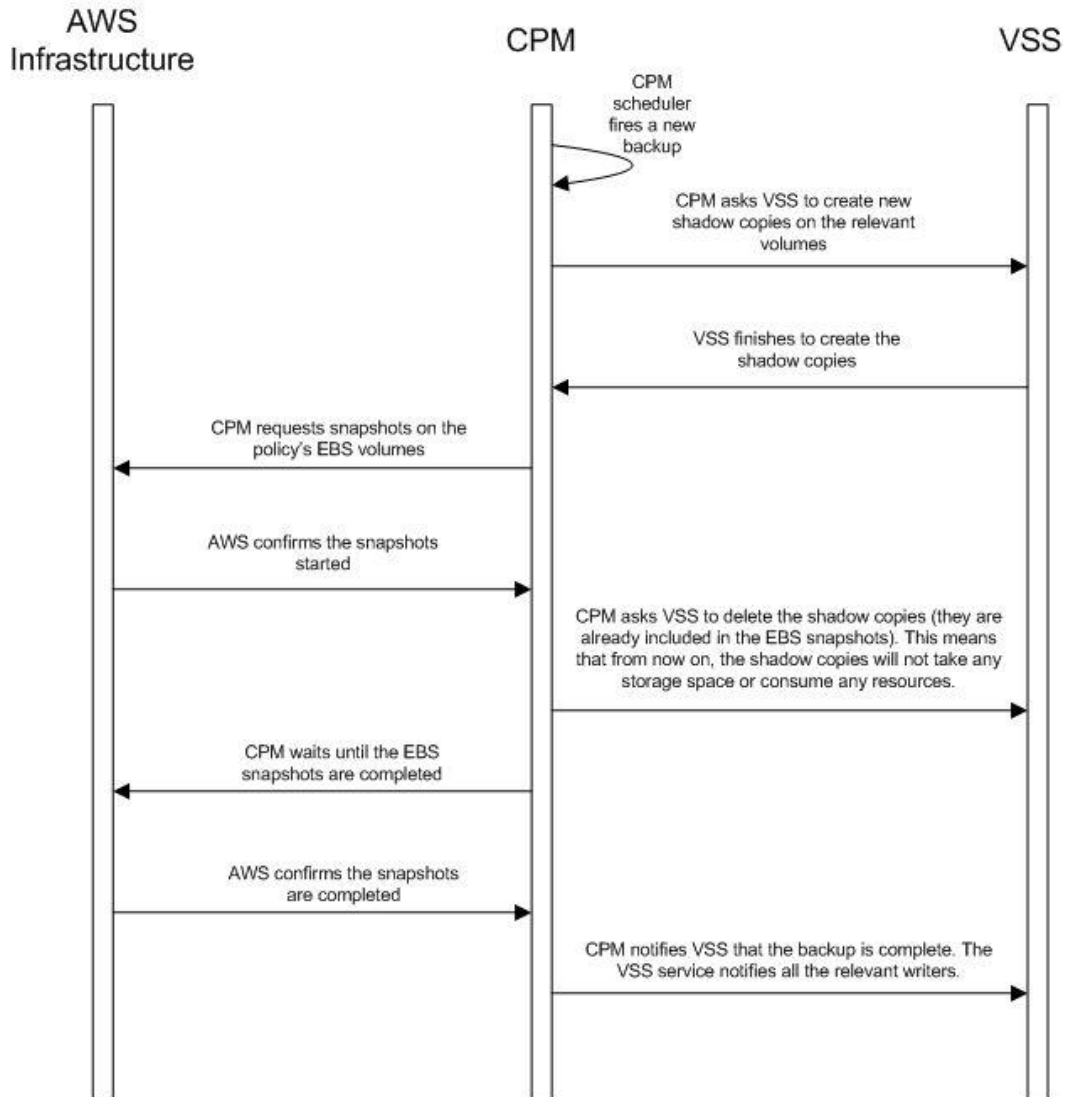 AWS
Infrastructure
CPM
VSS
CPM
scheduler
fires a new
backup
CPM asks VSS to create new
shadow copies on the relevant
volumes
VSS finishes to create the
shadow copies
CPM requests snapshots on the
policy's EBS volumes
AWS confirms the snapshots
started
CPM asks VSS to delete the shadow copies (they are
already included in the EBS snapshots). This means
that from now on, the shadow copies will not take any
storage space or consume any resources.
CPM waits until the EBS
snapshots are completed
AWS confirms the snapshots
are completed
CPM notifies VSS that the backup is complete. The
VSS service notifies all the relevant writers.